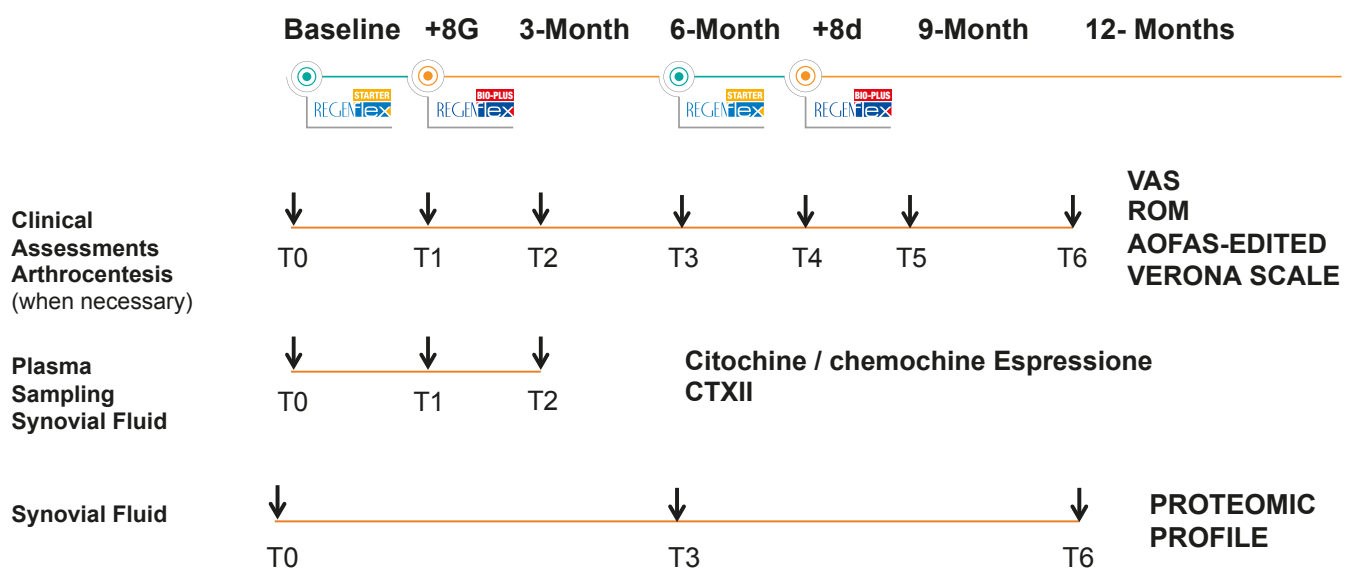 Baseline +8G 3-Month 6-Month +8d 9-Month 12- Months
STARTER
REGENflex
BIO-PLUS
REGENflex
STARTER
REGENflex
BIO-PLUS
REGENflex
Clinical
Assessments
Arthrocentesis
(when necessary)
T0 T1 T2 T3 T4 T5 T6
VAS
ROM
AOFAS-EDITED
VERONA SCALE
Plasma
Sampling
Synovial Fluid
T0 T1 T2
Citochine / chemochine Espressione
CTXII
Synovial Fluid
T0 T3 T6
PROTEOMIC
PROFILE